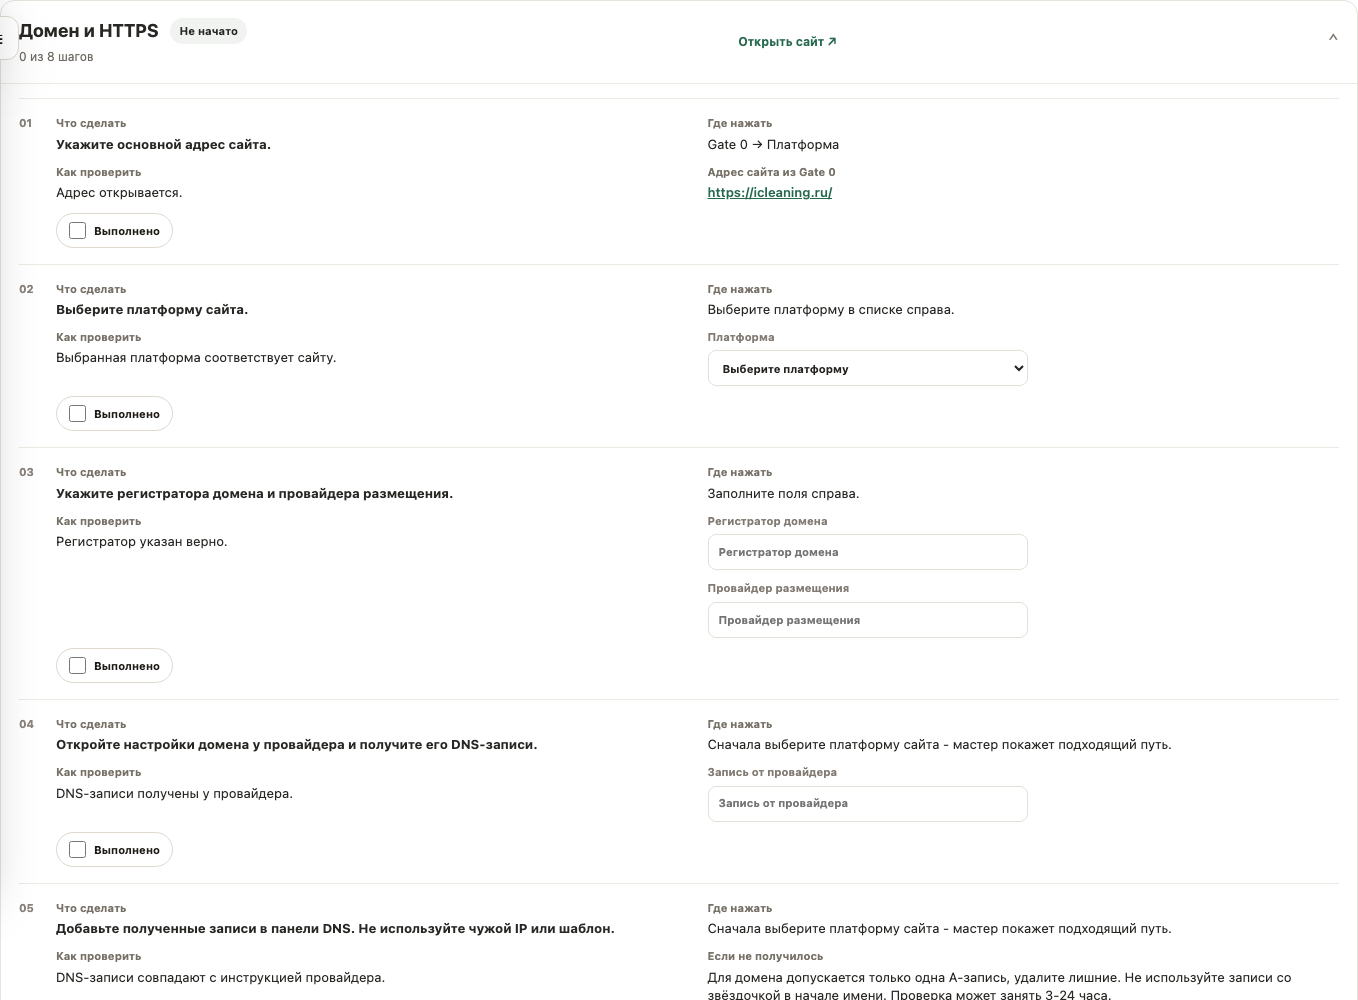 Домен и HTTPS
Не начато
0 из 8 шагов
Открыть сайт ↗
01
Что сделать
Укажите основной адрес сайта.
Как проверить
Адрес открывается.
Выполнено
Где нажать
Gate 0 → Платформа
Адрес сайта из Gate 0
https://icleaning.ru/
02
Что сделать
Выберите платформу сайта.
Как проверить
Выбранная платформа соответствует сайту.
Выполнено
Где нажать
Выберите платформу в списке справа.
Платформа
Выберите платформу
03
Что сделать
Укажите регистратора домена и провайдера размещения.
Как проверить
Регистратор указан верно.
Выполнено
Где нажать
Заполните поля справа.
Регистратор домена
Регистратор домена
Провайдер размещения
Провайдер размещения
04
Что сделать
Откройте настройки домена у провайдера и получите его DNS-записи.
Как проверить
DNS-записи получены у провайдера.
Выполнено
Где нажать
Сначала выберите платформу сайта - мастер покажет подходящий путь.
Запись от провайдера
Запись от провайдера
05
Что сделать
Добавьте полученные записи в панели DNS. Не используйте чужой IP или шаблон.
Как проверить
DNS-записи совпадают с инструкцией провайдера.
Где нажать
Сначала выберите платформу сайта - мастер покажет подходящий путь.
Если не получилось
Для домена допускается только одна А-запись, удалите лишние. Не используйте записи со
звёздочкой в начале имени. Проверка может занять 3-24 часа.